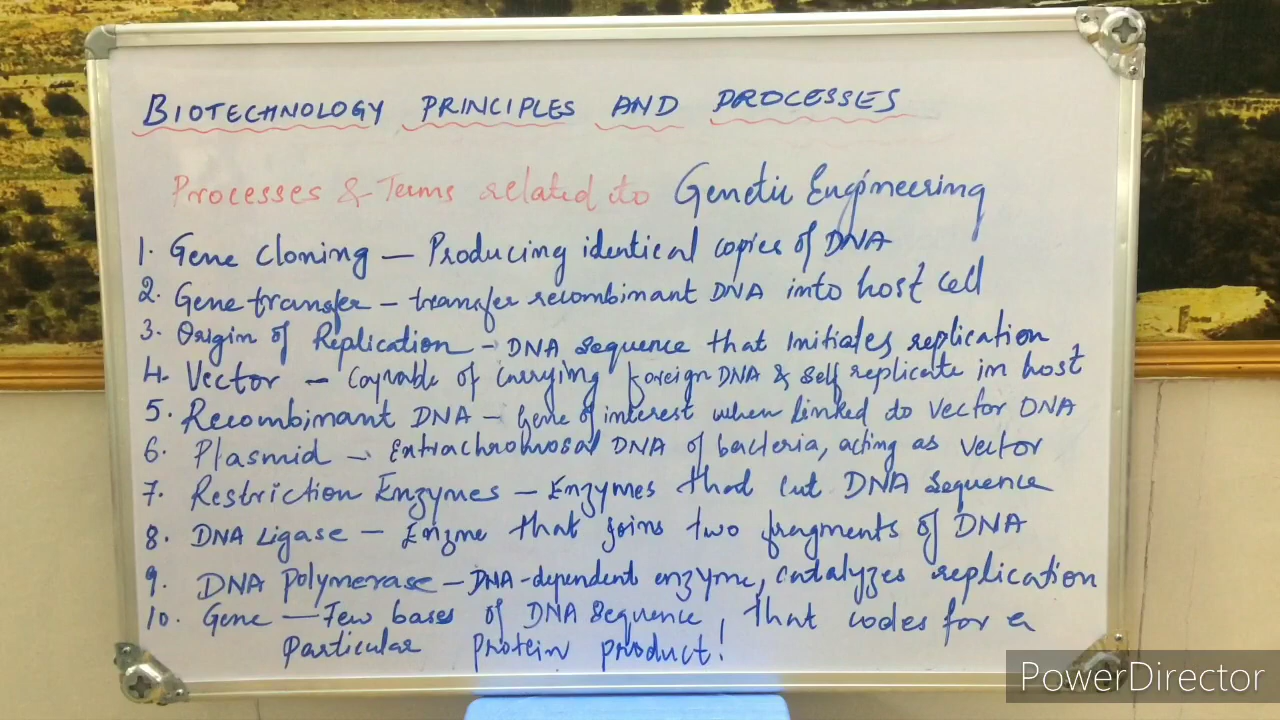 BIOTECHNOLOGY PRINCIPLES AND PROCESSES
Processes & Terms related to Genetic Engineering
1. Gene cloning — Producing identical copies of DNA
2. Gene transfer – transfer recombinant DNA into host cell
3. Origin of Replication – DNA sequence that initiates replication
4. Vector – Capable of carrying foreign DNA & self replicate in host
5. Recombinant DNA – Gene of interest when linked to vector DNA
6. Plasmid – Extrachromosal DNA of bacteria, acting as vector
7. Restriction Enzymes – Enzymes that cut DNA sequence
8. DNA Ligase – Enzme that joins two fragments of DNA
9. DNA Polymerase – DNA-dependent enzyme, catalyzes replication
10. Gene — Few bases of DNA sequence, that codes for a
particular protein product!
PowerDirector